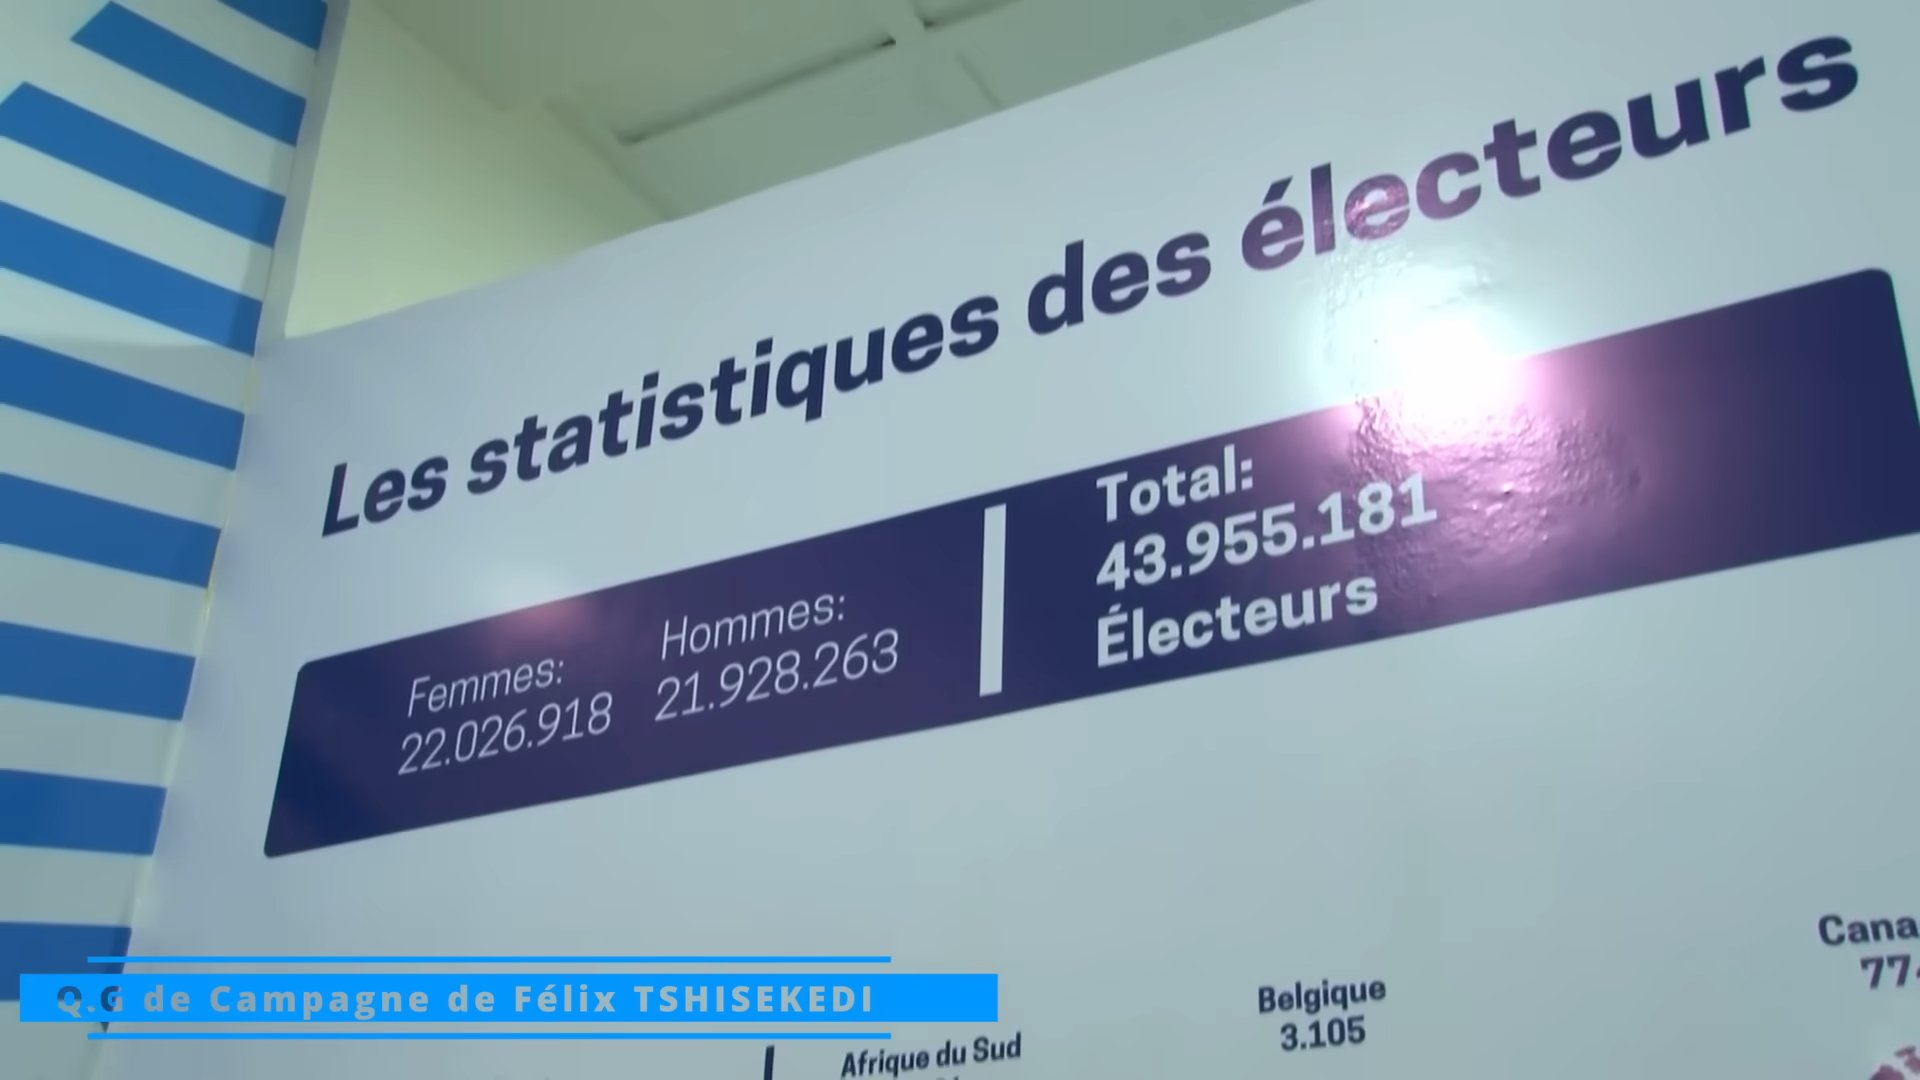 Les statistiques des électeurs
Femmes:
22.026.918
Hommes:
21.928.263
Total:
43.955.181
Électeurs
Belgique
3.105
Afrique du Sud
Q.G de Campagne de Félix TSHISEKEDI